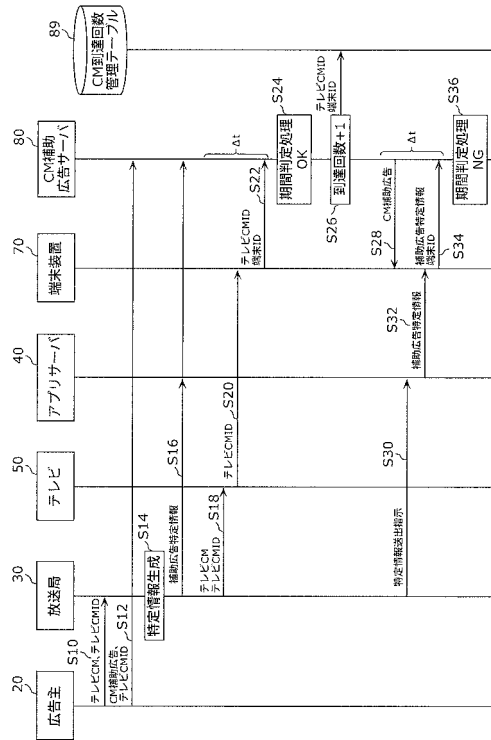 20
広告主
30
放送局
50
テレビ
40
アプリサーバ
70
端末装置
80
CM補助
広告サーバ
89
CM到達回数
管理テーブル
S10
テレビCM、テレビCMID
CM補助広告、
テレビCMID
S12
特定情報生成
S14
補助広告特定情報
S16
テレビCM
テレビCMID
S18
テレビCMID
S20
テレビCMID
端末ID
S22
Δt
期間判定処理
OK
S24
到達回数+1
S26
テレビCMID
端末ID
CM補助広告
S28
特定情報送出指示
S30
補助広告特定情報
S32
補助広告特定情報
端末ID
S34
Δt
期間判定処理
NG
S36